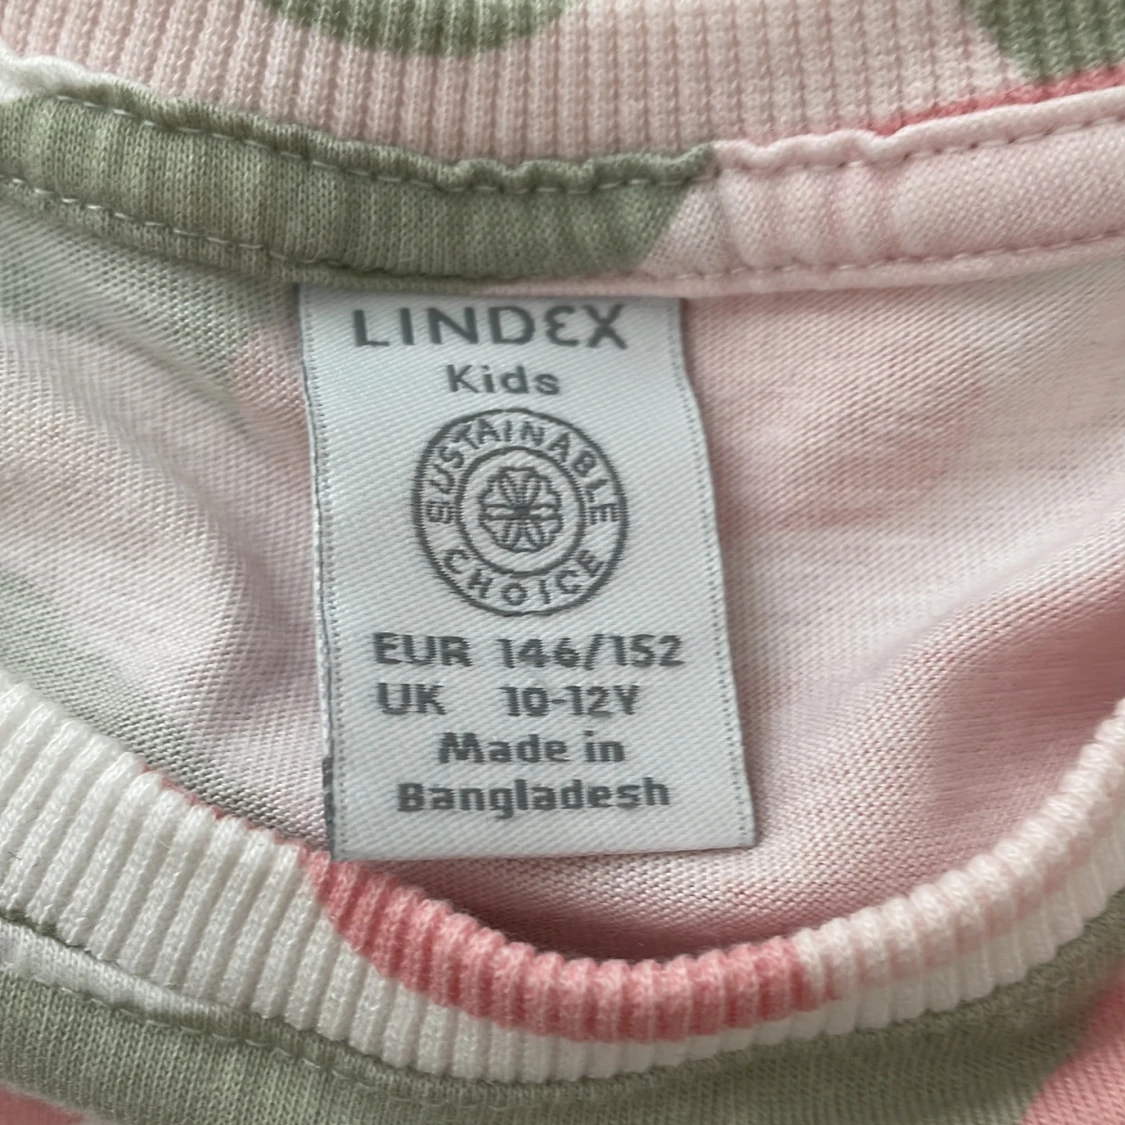 LINDEX
Kids
SUSTAINABLE
CHOICE
EUR 146/152
UK 10-12Y
Made in
Bangladesh